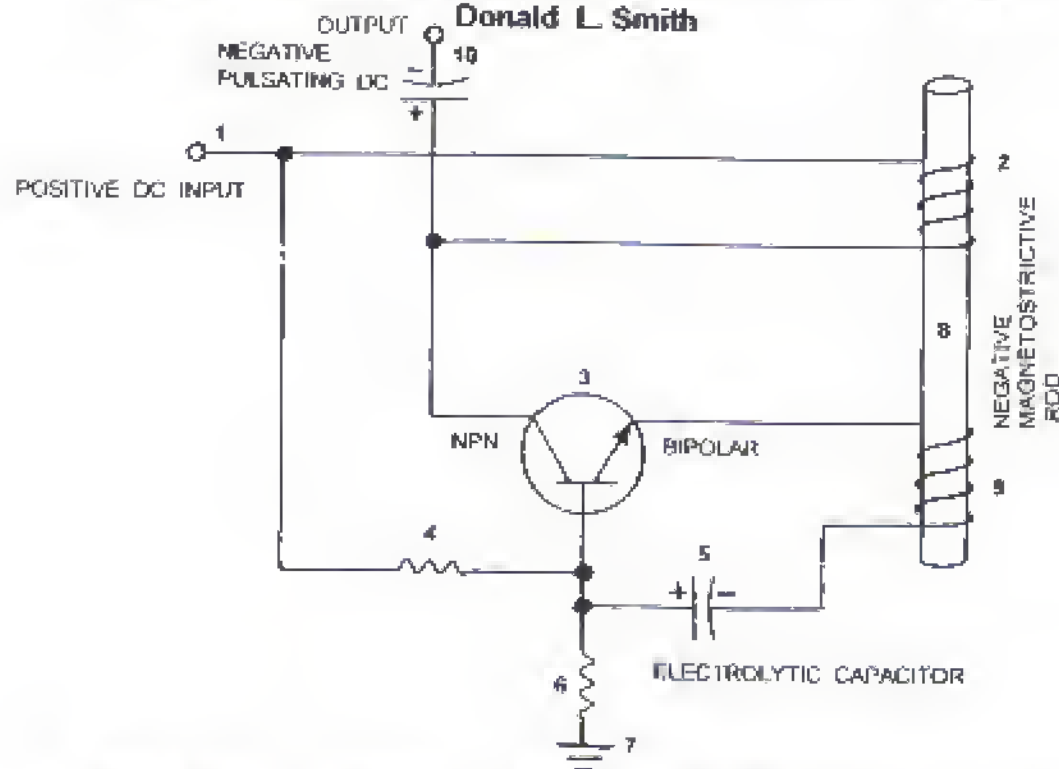 Donald L. Smith
OUTPUT
10
NEGATIVE
PULSATING DC
-
+
1
POSITIVE DC INPUT
2
NEGATIVE
MAGNETOSTRICTIVE
ROD
8
3
NPN
BIPOLAR
9
4
5
+
-
6
ELECTROLYTIC CAPACITOR
7